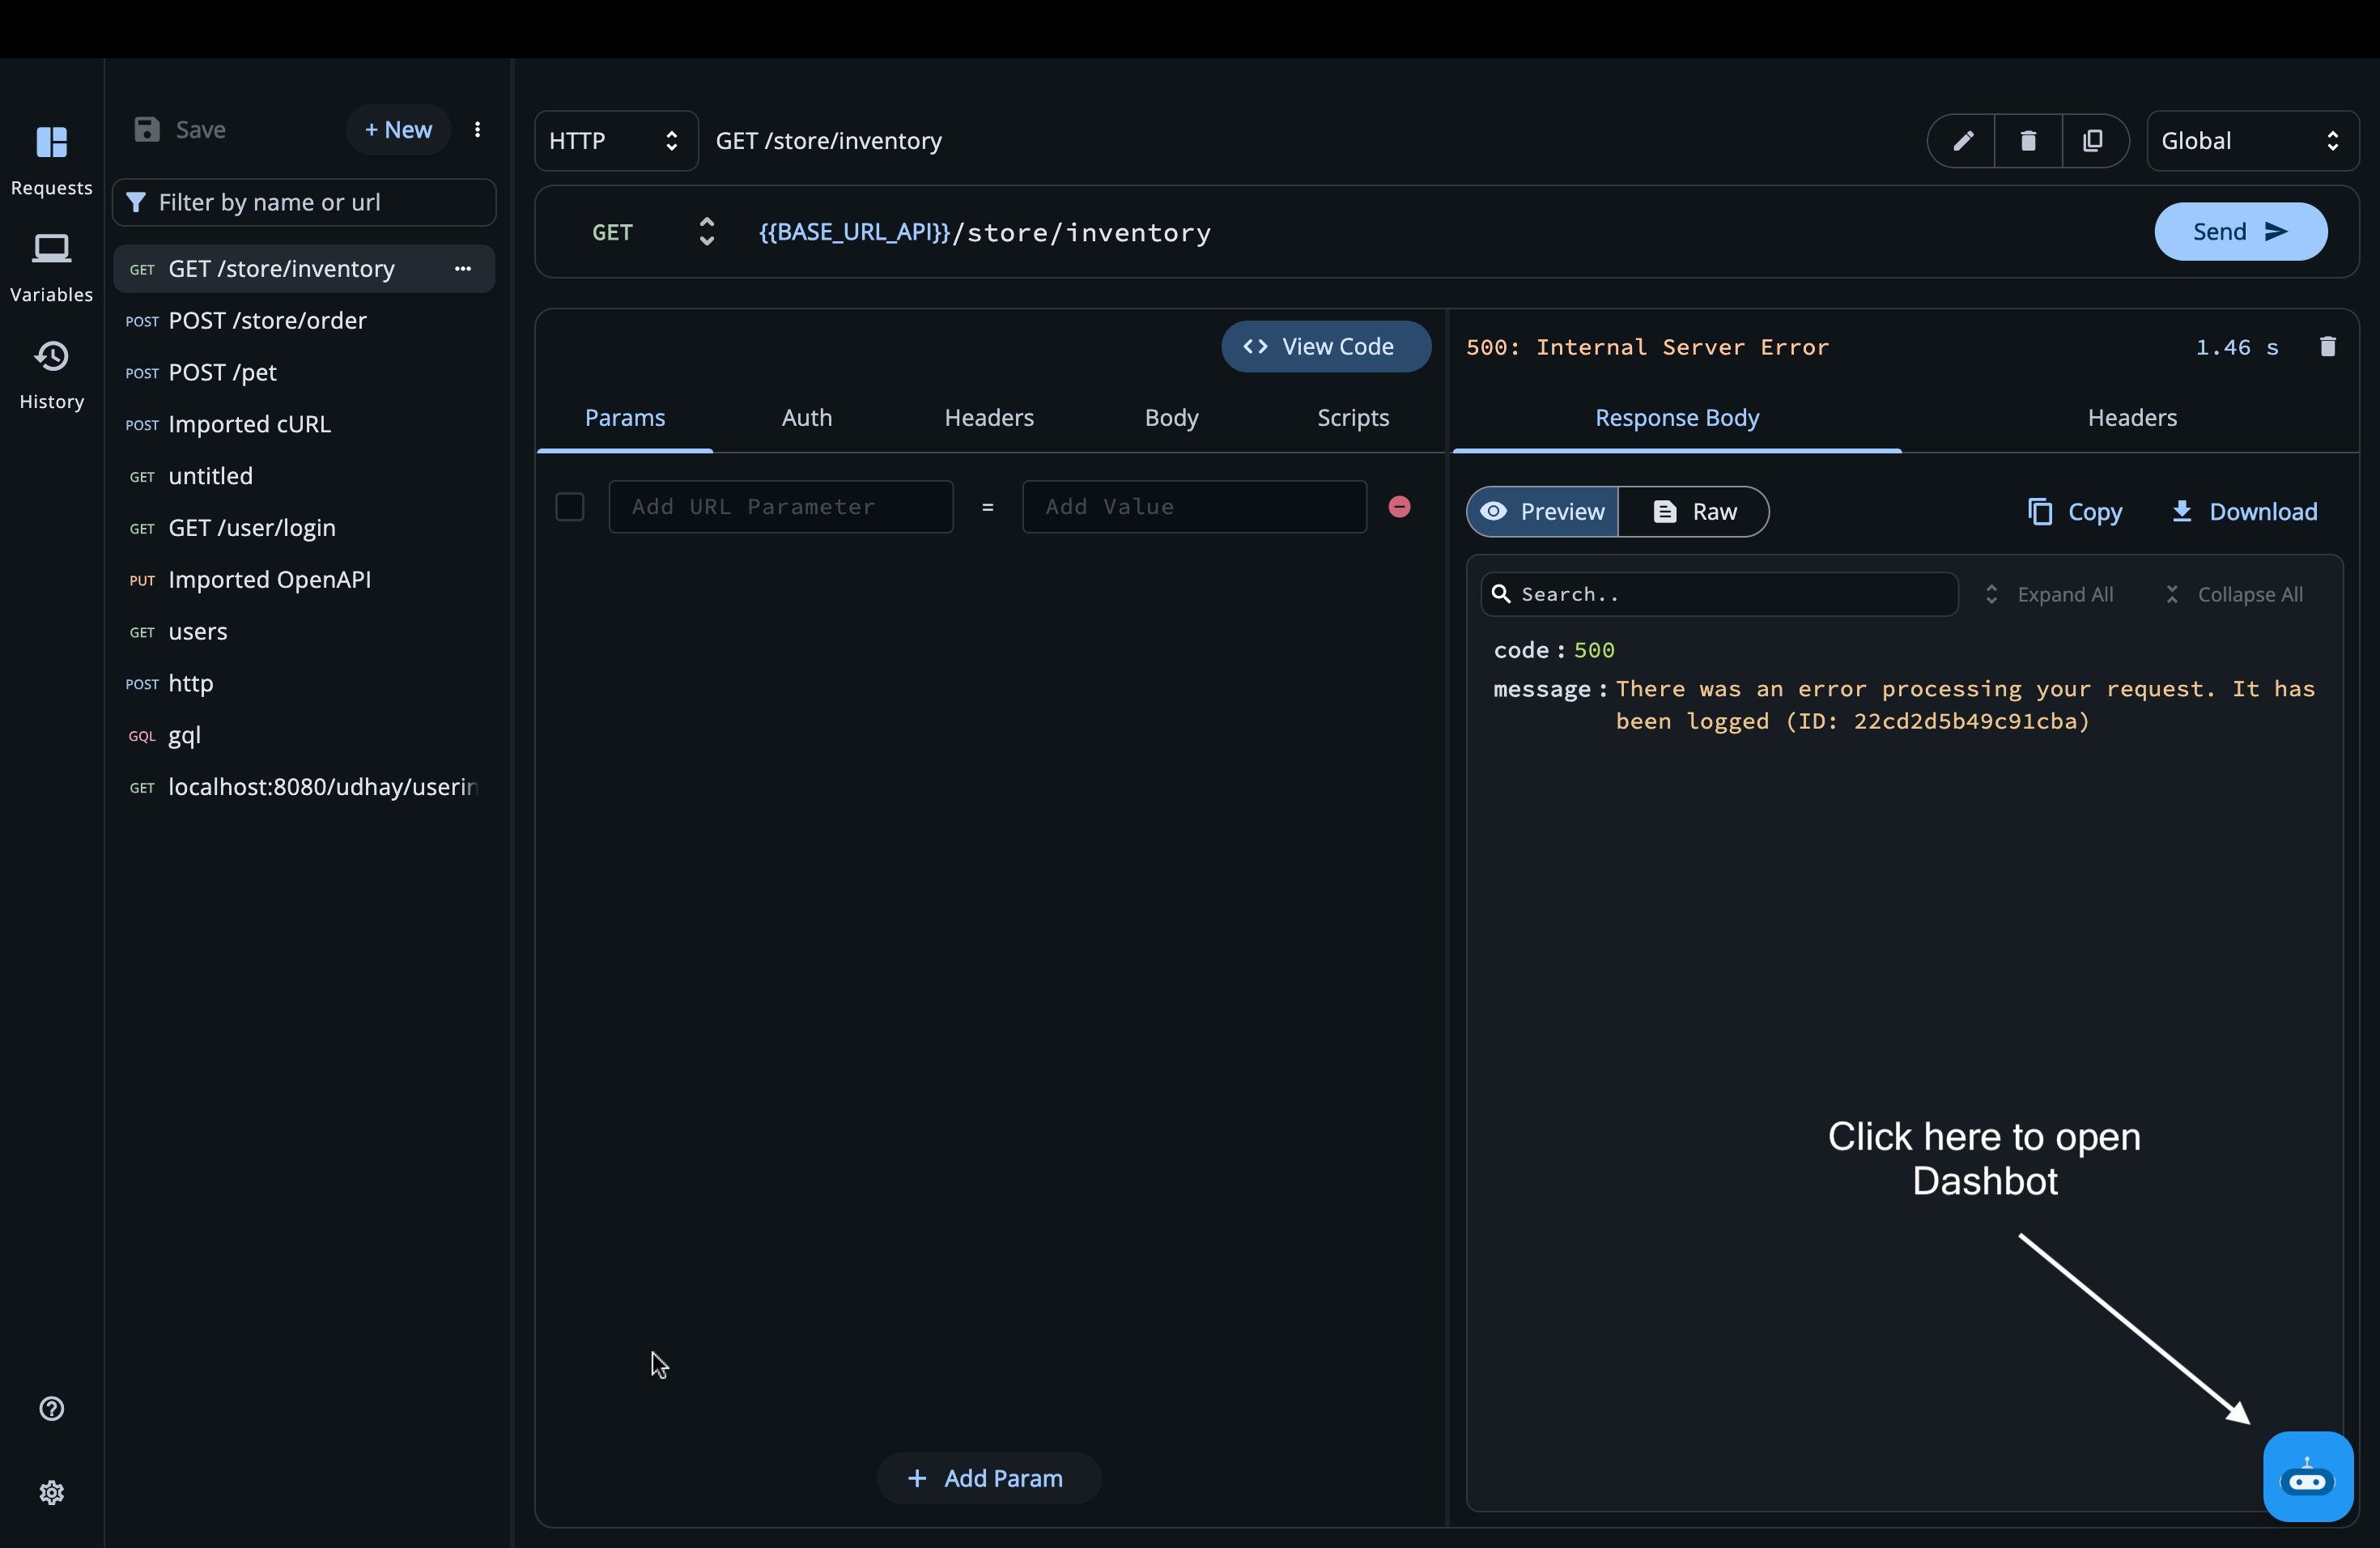 Requests
Variables
History
Save
+ New
Filter by name or url
GET GET /store/inventory
POST POST /store/order
POST POST /pet
POST Imported cURL
GET untitled
GET GET /user/login
PUT Imported OpenAPI
GET users
POST http
GQL gql
GET localhost:8080/udhay/userin
HTTP
GET /store/inventory
Global
GET {{BASE_URL_API}}/store/inventory
Send
View Code
Params Auth Headers Body Scripts
Add URL Parameter = Add Value
+ Add Param
500: Internal Server Error 1.46 s
Response Body Headers
Preview Raw Copy Download
Search.. Expand All Collapse All
code : 500
message : There was an error processing your request. It has
been logged (ID: 22cd2d5b49c91cba)
Click here to open
Dashbot